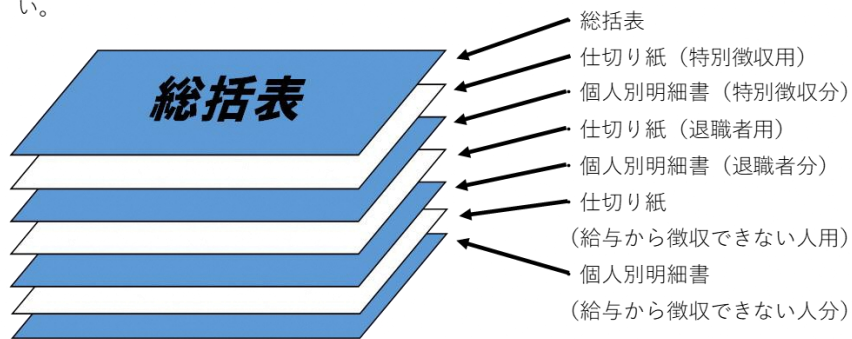 い。
総括表
総括表
仕切り紙（特別徴収用）
個人別明細書（特別徴収分）
仕切り紙（退職者用）
個人別明細書（退職者分）
仕切り紙
（給与から徴収できない人用）
個人別明細書
（給与から徴収できない人分）